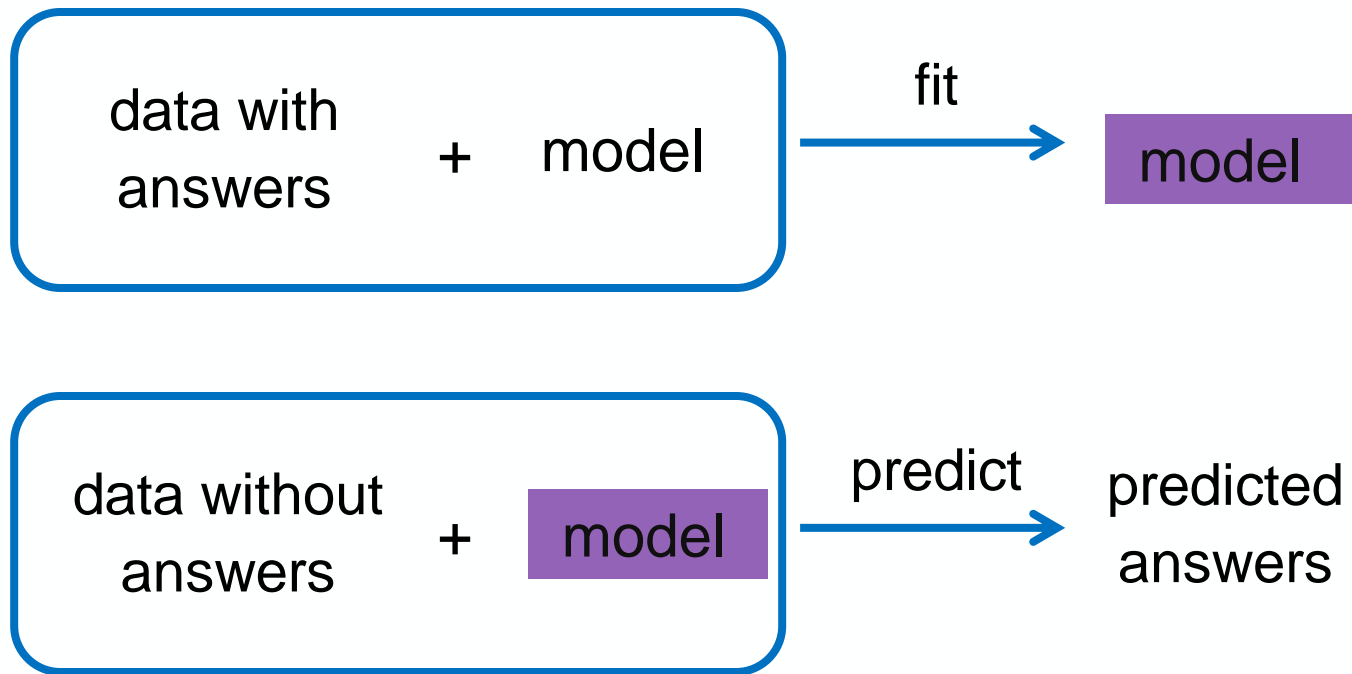 data with
answers
+
model
fit
model
data without
answers
+
model
predict
predicted
answers